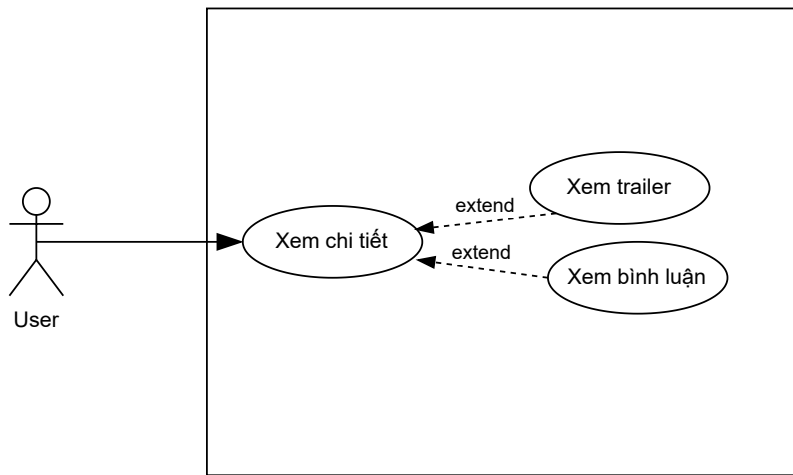 Xem trailer
extend
Xem chi tiết
extend
Xem bình luận
User